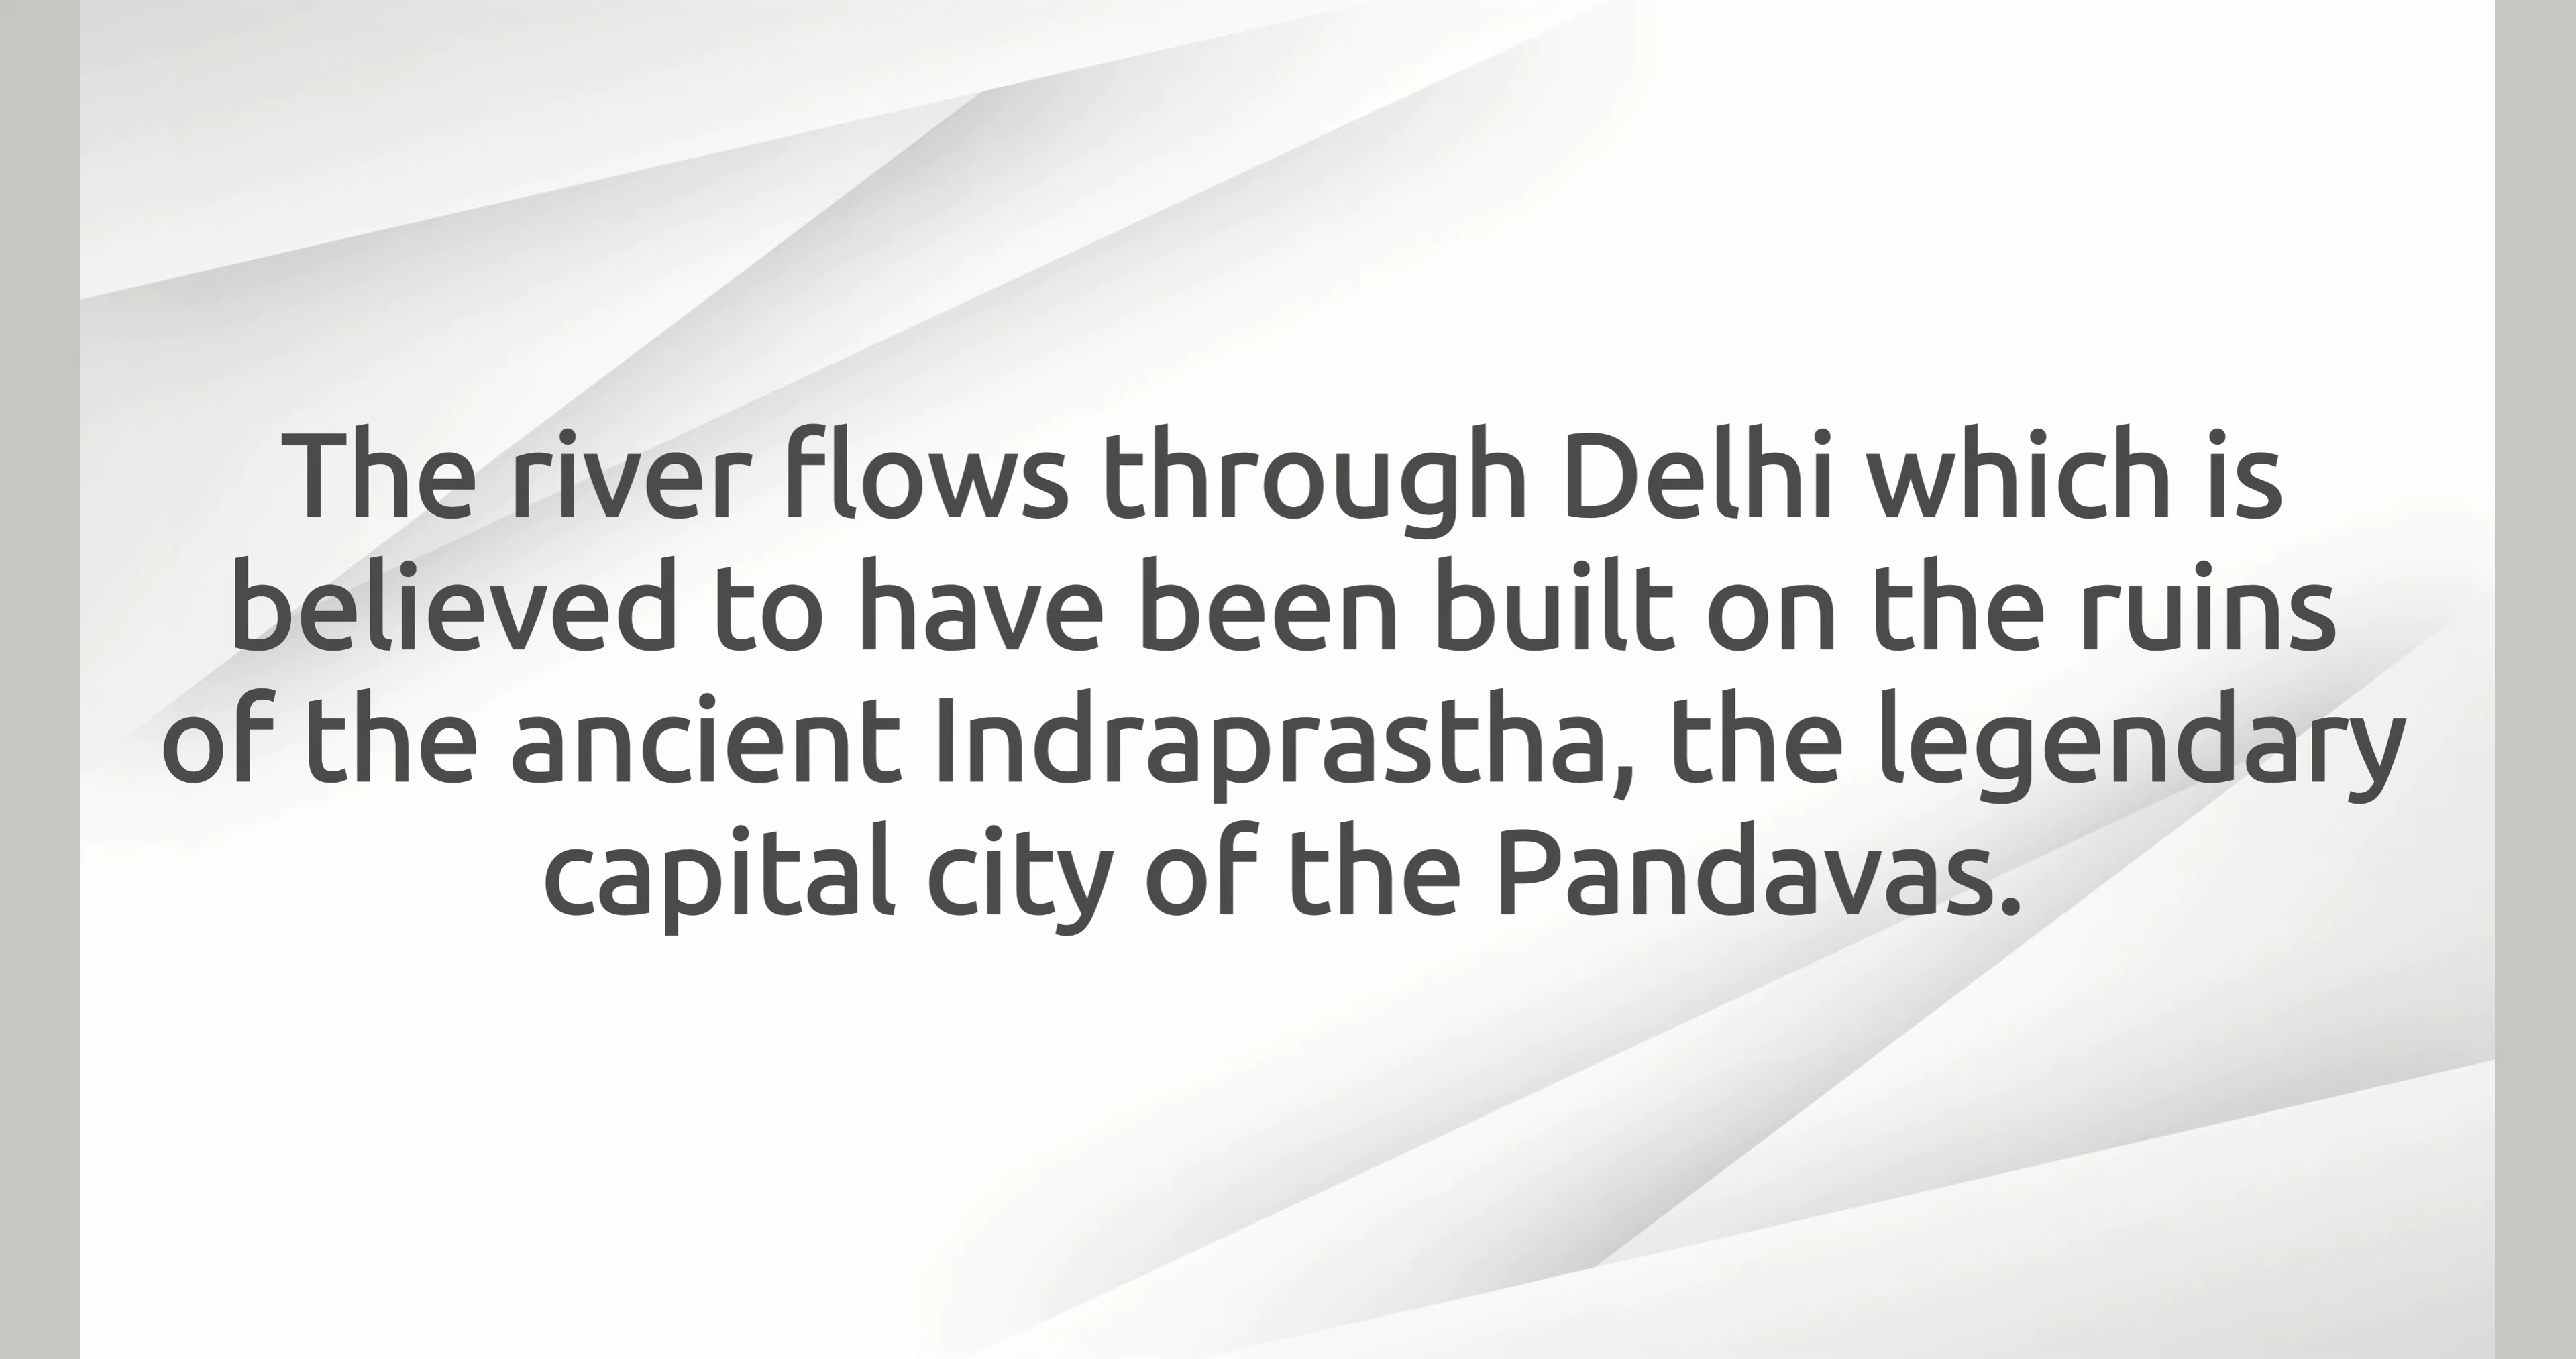 The river flows through Delhi which is
believed to have been built on the ruins
of the ancient Indraprastha, the legendary
capital city of the Pandavas.